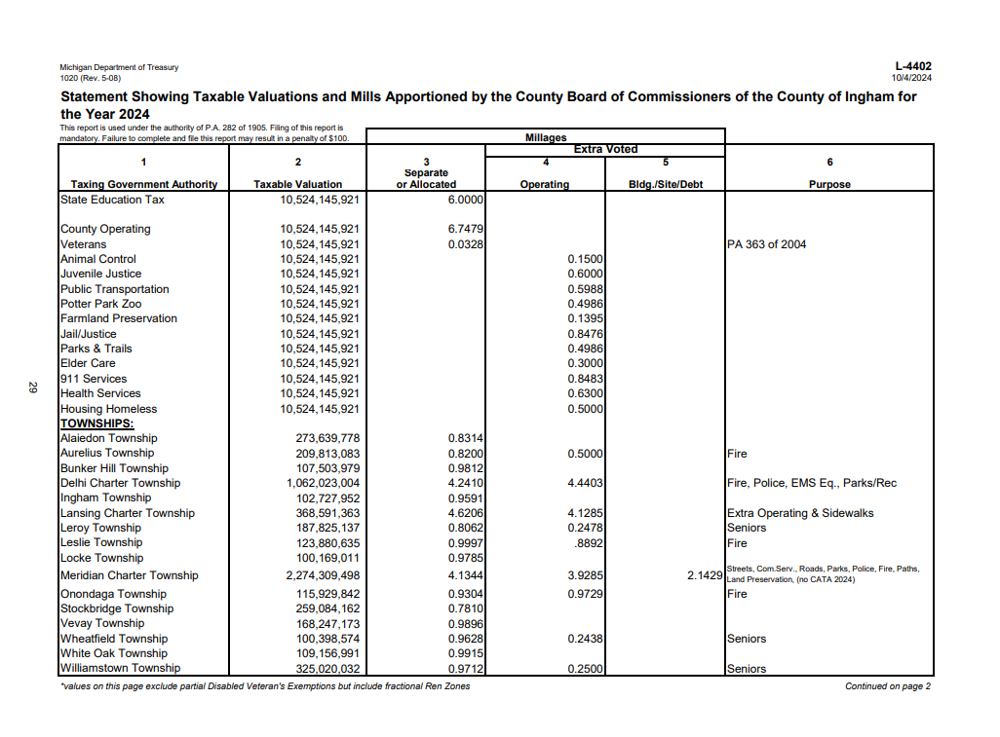 Michigan Department of Treasury L-4402
1020 (Rev. 5-08) 10/4/2024
Statement Showing Taxable Valuations and Mills Apportioned by the County Board of Commissioners of the County of Ingham for
the Year 2024
This report is used under the authority of P.A. 282 of 1905. Filing of this report is
mandatory. Failure to complete and file this report may result in a penalty of $100.
Millages
Extra Voted
1 2 3 4 5 6
Taxing Government Authority Taxable Valuation Separate or Allocated Operating Bldg./Site/Debt Purpose
State Education Tax 10,524,145,921 6.0000
County Operating 10,524,145,921 6.7479
Veterans 10,524,145,921 0.0328 PA 363 of 2004
Animal Control 10,524,145,921 0.1500
Juvenile Justice 10,524,145,921 0.6000
Public Transportation 10,524,145,921 0.5988
Potter Park Zoo 10,524,145,921 0.4986
Farmland Preservation 10,524,145,921 0.1395
Jail/Justice 10,524,145,921 0.8476
Parks & Trails 10,524,145,921 0.4986
Elder Care 10,524,145,921 0.3000
911 Services 10,524,145,921 0.8483
Health Services 10,524,145,921 0.6300
Housing Homeless 10,524,145,921 0.5000
TOWNSHIPS:
Alaiedon Township 273,639,778 0.8314
Aurelius Township 209,813,083 0.8200 0.5000 Fire
Bunker Hill Township 107,503,979 0.9812
Delhi Charter Township 1,062,023,004 4.2410 4.4403 Fire, Police, EMS Eq., Parks/Rec
Ingham Township 102,727,952 0.9591
Lansing Charter Township 368,591,363 4.6206 4.1285 Extra Operating & Sidewalks
Leroy Township 187,825,137 0.8062 0.2478 Seniors
Leslie Township 123,880,635 0.9997 .8892 Fire
Locke Township 100,169,011 0.9785
Meridian Charter Township 2,274,309,498 4.1344 3.9285 2.1429 Streets, Com.Serv., Roads, Parks, Police, Fire, Paths,
Land Preservation, (no CATA 2024)
Onondaga Township 115,929,842 0.9304 0.9729 Fire
Stockbridge Township 259,084,162 0.7810
Vevay Township 168,247,173 0.9896
Wheatfield Township 100,398,574 0.9628 0.2438 Seniors
White Oak Township 109,156,991 0.9915
Williamstown Township 325,020,032 0.9712 0.2500 Seniors
*values on this page exclude partial Disabled Veteran's Exemptions but include fractional Ren Zones Continued on page 2
29